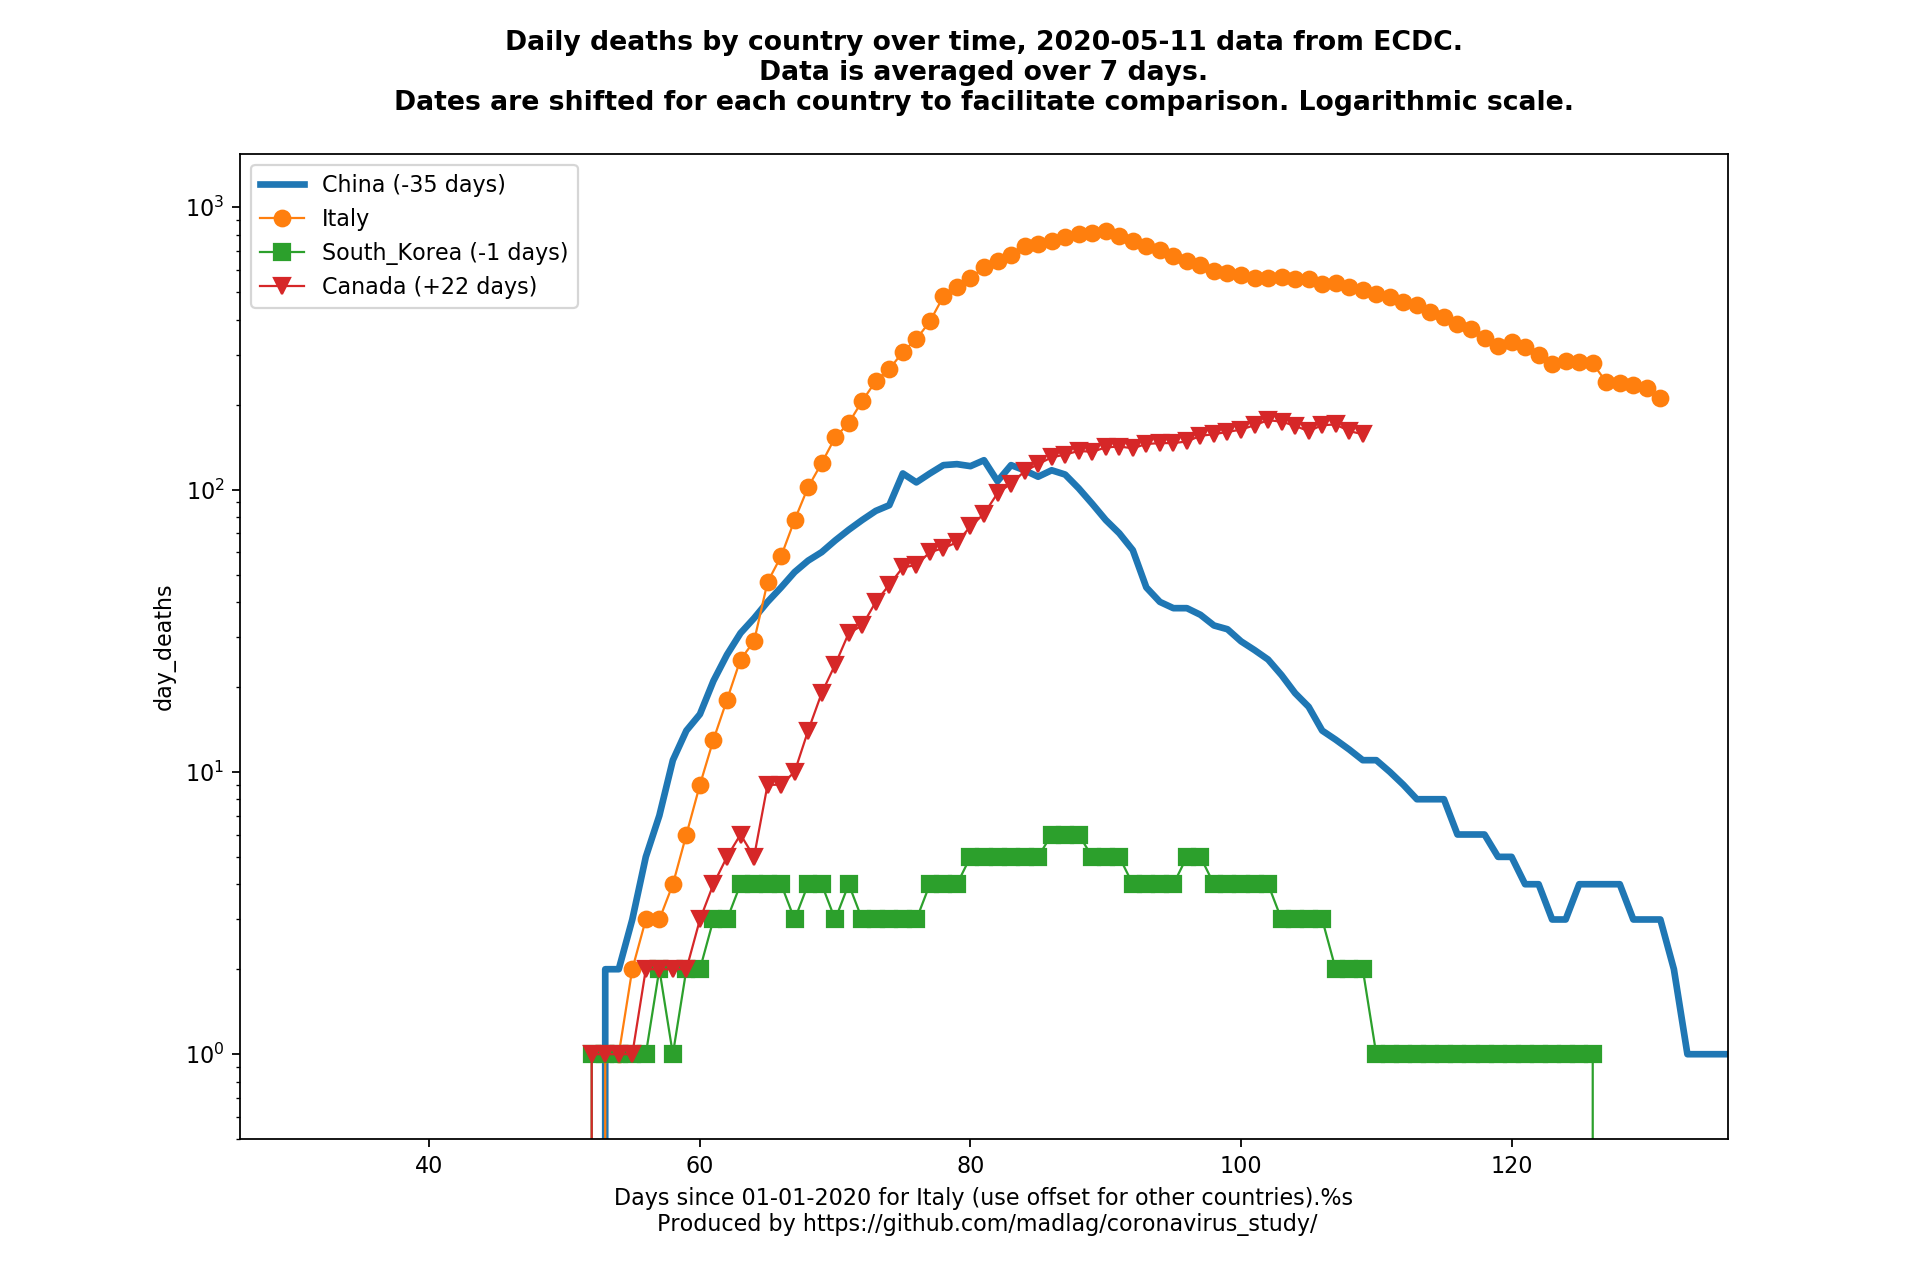 Daily deaths by country over time, 2020-05-11 data from ECDC.
Data is averaged over 7 days.
Dates are shifted for each country to facilitate comparison. Logarithmic scale.
China (-35 days)
Italy
South_Korea (-1 days)
Canada (+22 days)
10³
10²
10¹
10⁰
day_deaths
40 60 80 100 120
Days since 01-01-2020 for Italy (use offset for other countries).%s
Produced by https://github.com/madlag/coronavirus_study/